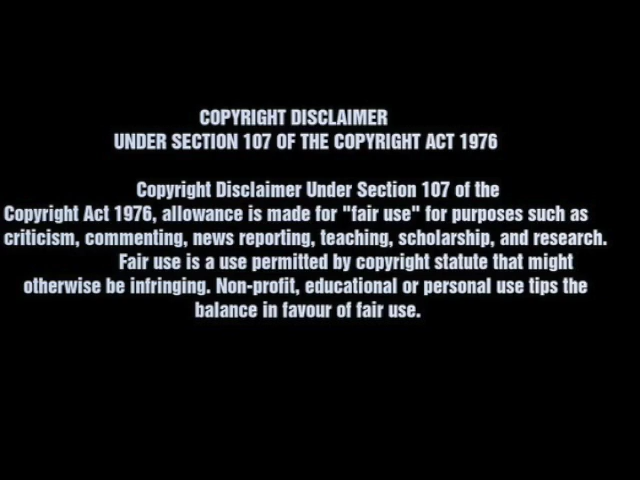 COPYRIGHT DISCLAIMER
UNDER SECTION 107 OF THE COPYRIGHT ACT 1976
Copyright Disclaimer Under Section 107 of the
Copyright Act 1976, allowance is made for "fair use" for purposes such as
criticism, commenting, news reporting, teaching, scholarship, and research.
Fair use is a use permitted by copyright statute that might
otherwise be infringing. Non-profit, educational or personal use tips the
balance in favour of fair use.